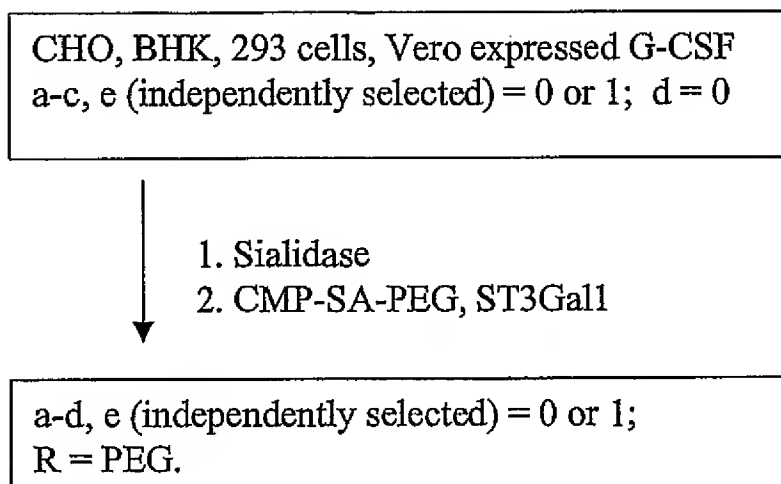 CHO, BHK, 293 cells, Vero expressed G-CSF
a-c, e (independently selected) = 0 or 1; d = 0
1. Sialidase
2. CMP-SA-PEG, ST3Gal1
a-d, e (independently selected) = 0 or 1;
R = PEG.